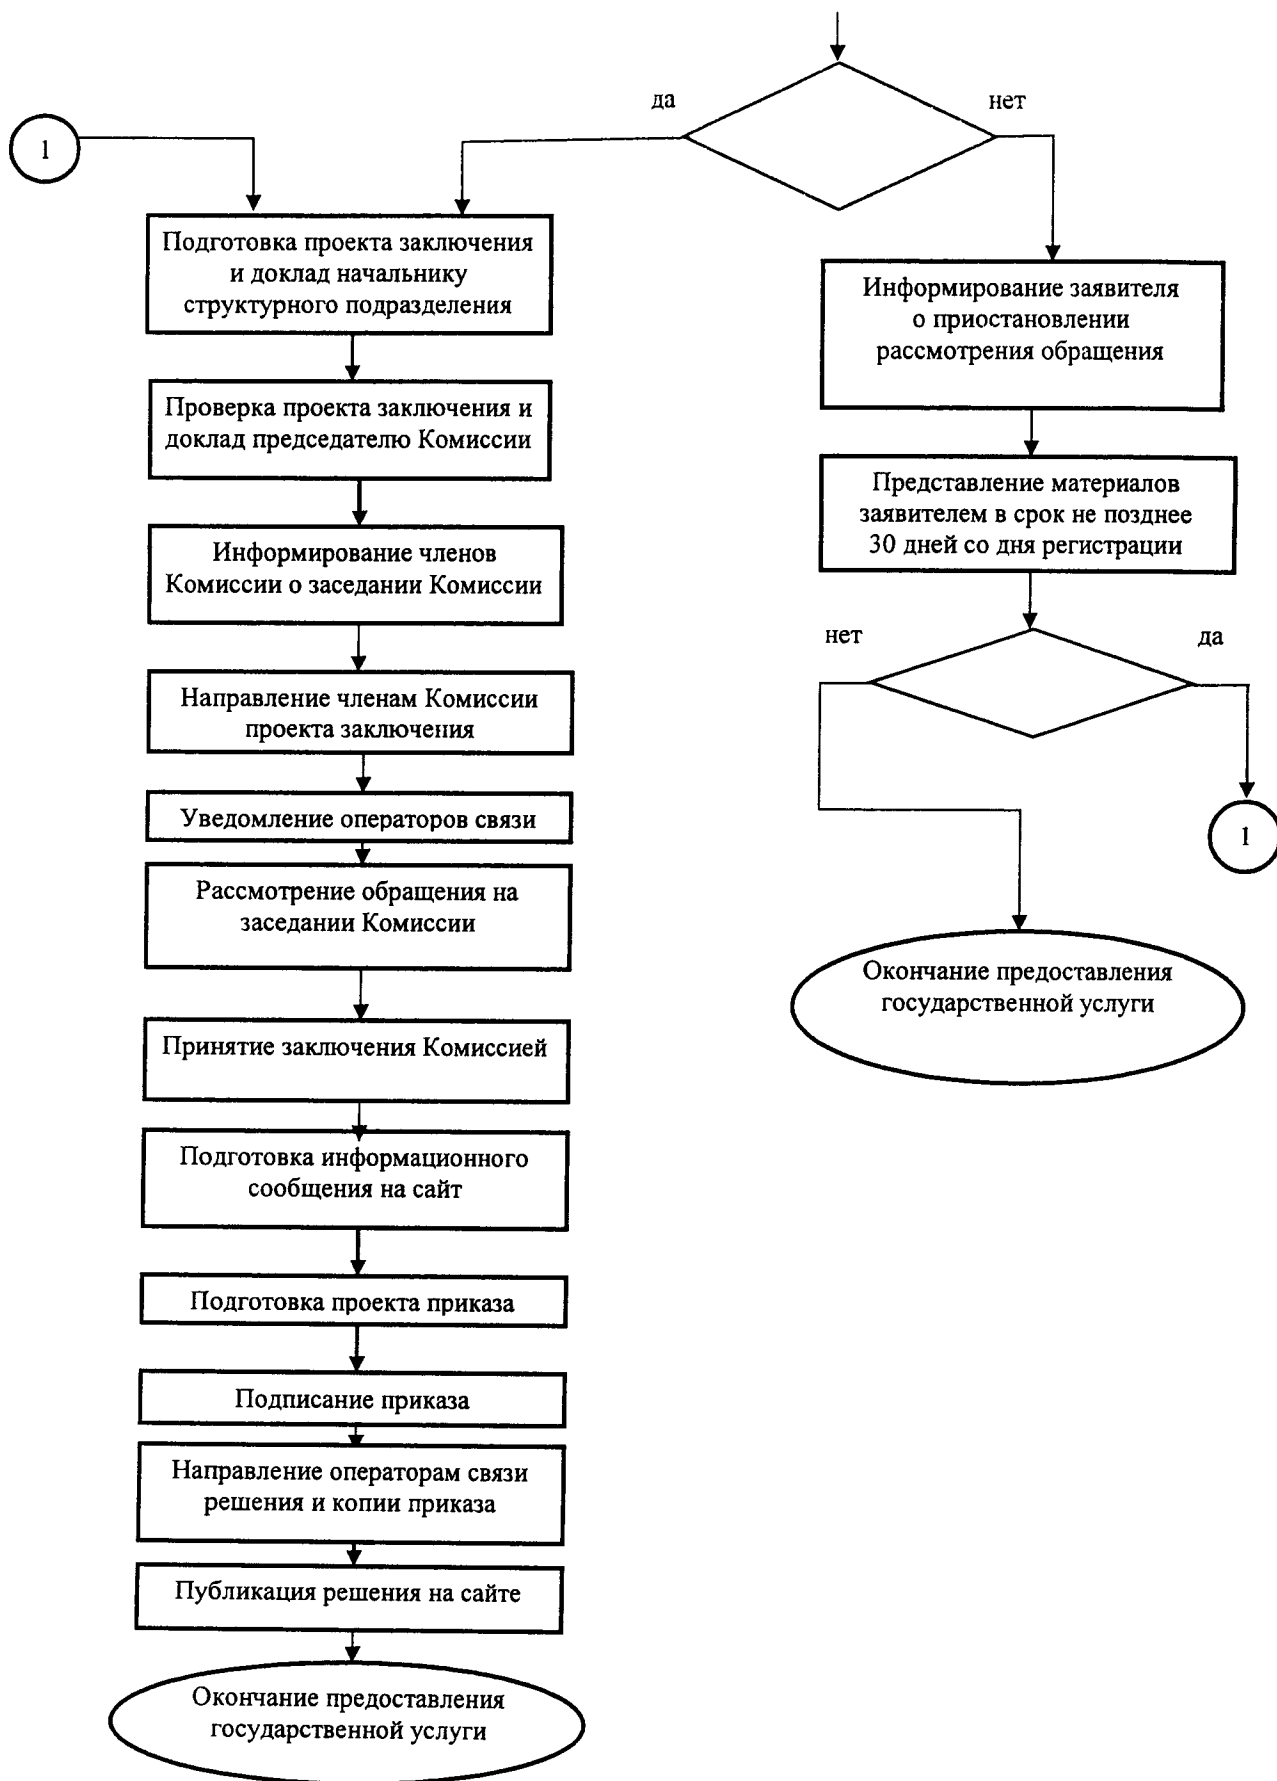 да
нет
1
Подготовка проекта заключения
и доклад начальнику
структурного подразделения
Проверка проекта заключения и
доклад председателю Комиссии
Информирование членов
Комиссии о заседании Комиссии
Направление членам Комиссии
проекта заключения
Уведомление операторов связи
Рассмотрение обращения на
заседании Комиссии
Принятие заключения Комиссией
Подготовка информационного
сообщения на сайт
Подготовка проекта приказа
Подписание приказа
Направление операторам связи
решения и копии приказа
Публикация решения на сайте
Окончание предоставления
государственной услуги
Информирование заявителя
о приостановлении
рассмотрения обращения
Представление материалов
заявителем в срок не позднее
30 дней со дня регистрации
нет
да
1
Окончание предоставления
государственной услуги